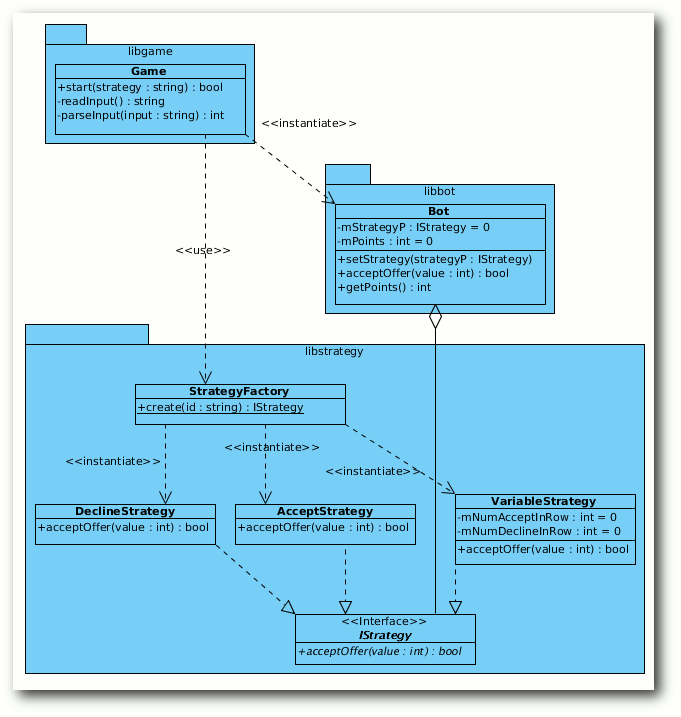 libgame
Game
+start(strategy : string) : bool
-readInput() : string
-parseInput(input : string) : int
<<instantiate>>
libbot
Bot
-mStrategyP : IStrategy = 0
-mPoints : int = 0
+setStrategy(strategyP : IStrategy)
+acceptOffer(value : int) : bool
+getPoints() : int
<<use>>
libstrategy
StrategyFactory
+create(id : string) : IStrategy
<<instantiate>>
<<instantiate>>
<<instantiate>>
DeclineStrategy
+acceptOffer(value : int) : bool
AcceptStrategy
+acceptOffer(value : int) : bool
VariableStrategy
-mNumAcceptInRow : int = 0
-mNumDeclineInRow : int = 0
+acceptOffer(value : int) : bool
<<Interface>>
IStrategy
+acceptOffer(value : int) : bool